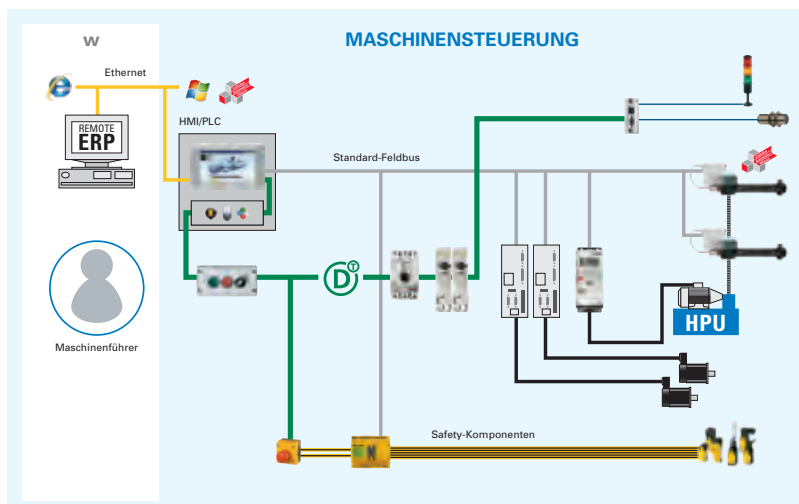 W
MASCHINENSTEUERUNG
Ethernet
REMOTE
ERP
HMI/PLC
Standard-Feldbus
D T
HPU
Maschinenführer
Safety-Komponenten
N